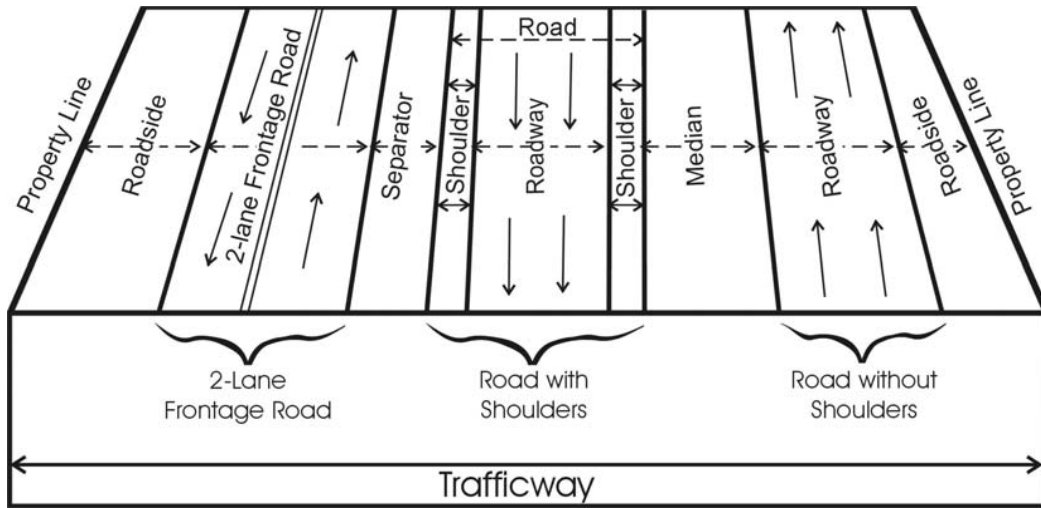 Property Line
Roadside
2-lane Frontage Road
Separator
Shoulder
Road
Roadway
Shoulder
Median
Roadway
Roadside
Property Line
2-Lane
Frontage Road
Road with
Shoulders
Road without
Shoulders
Trafficway